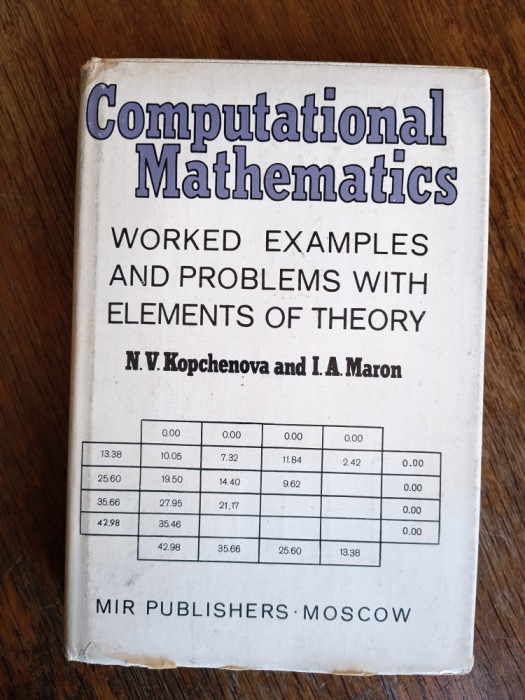 Computational
Mathematics
WORKED EXAMPLES
AND PROBLEMS WITH
ELEMENTS OF THEORY
N. V. Kopchenova and I. A. Maron
0.00 0.00 0.00 0.00
13.38 10.05 7.32 11.84 2.42 0.00
25.60 19.50 14.40 9.62 0.00
35.66 27.95 21.17 0.00
42.98 35.46 0.00
42.98 35.66 25.60 13.38
MIR PUBLISHERS · MOSCOW